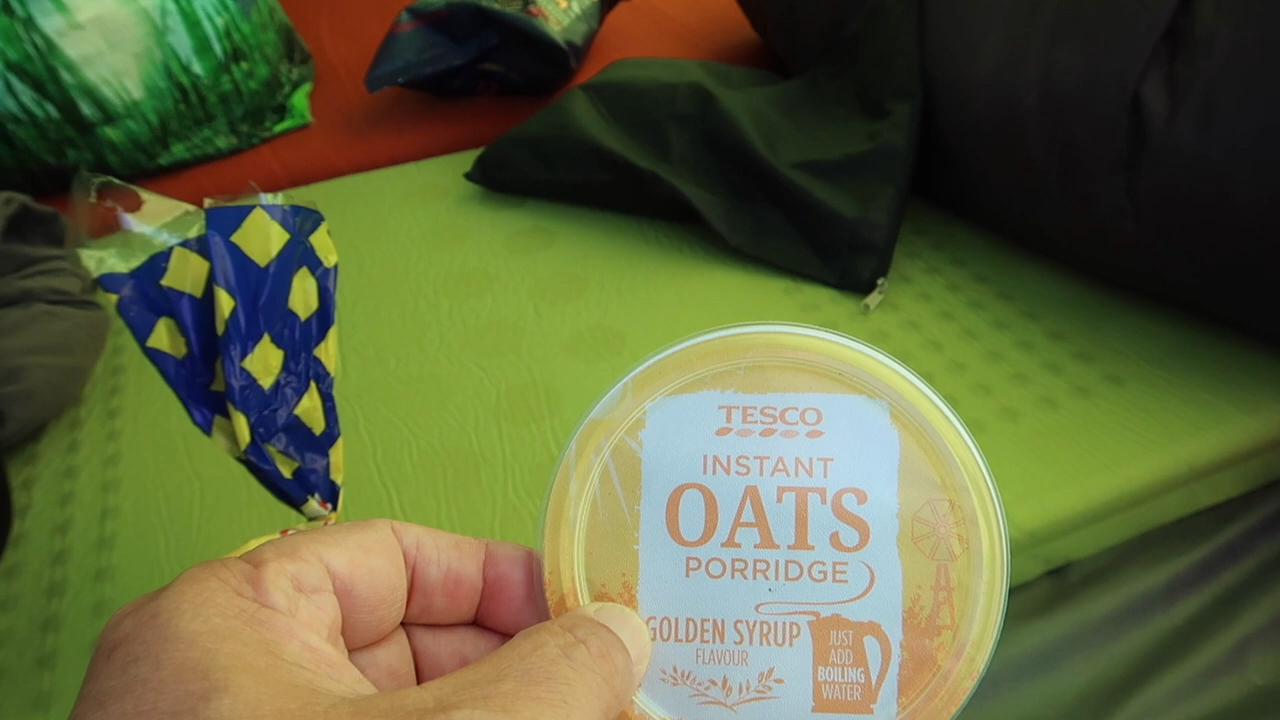 TESCO
INSTANT
OATS
PORRIDGE
GOLDEN SYRUP
FLAVOUR
JUST
ADD
BOILING
WATER